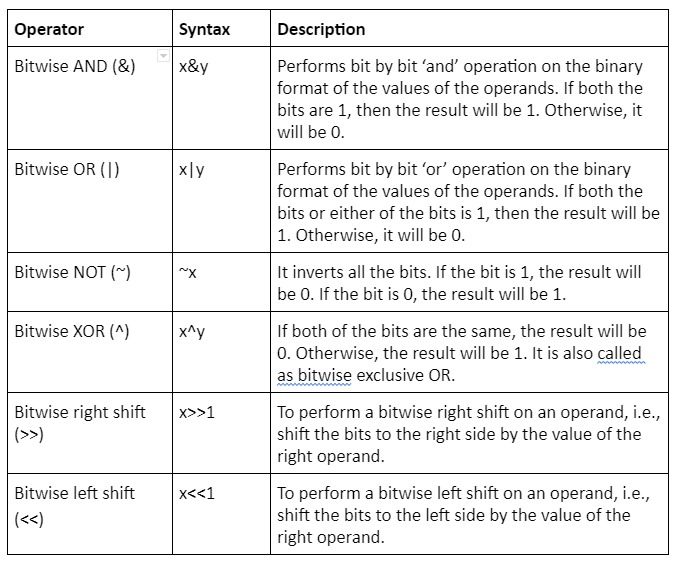 Operator Syntax Description
Bitwise AND (&) x&y Performs bit by bit ‘and’ operation on the binary
format of the values of the operands. If both the
bits are 1, then the result will be 1. Otherwise, it
will be 0.
Bitwise OR (|) x|y Performs bit by bit ‘or’ operation on the binary
format of the values of the operands. If both the
bits or either of the bits is 1, then the result will be
1. Otherwise, it will be 0.
Bitwise NOT (~) ~x It inverts all the bits. If the bit is 1, the result will
be 0. If the bit is 0, the result will be 1.
Bitwise XOR (^) x^y If both of the bits are the same, the result will be
0. Otherwise, the result will be 1. It is also called
as bitwise exclusive OR.
Bitwise right shift x>>1 To perform a bitwise right shift on an operand, i.e.,
(>>) shift the bits to the right side by the value of the
right operand.
Bitwise left shift x<<1 To perform a bitwise left shift on an operand, i.e.,
(<<) shift the bits to the left side by the value of the
right operand.